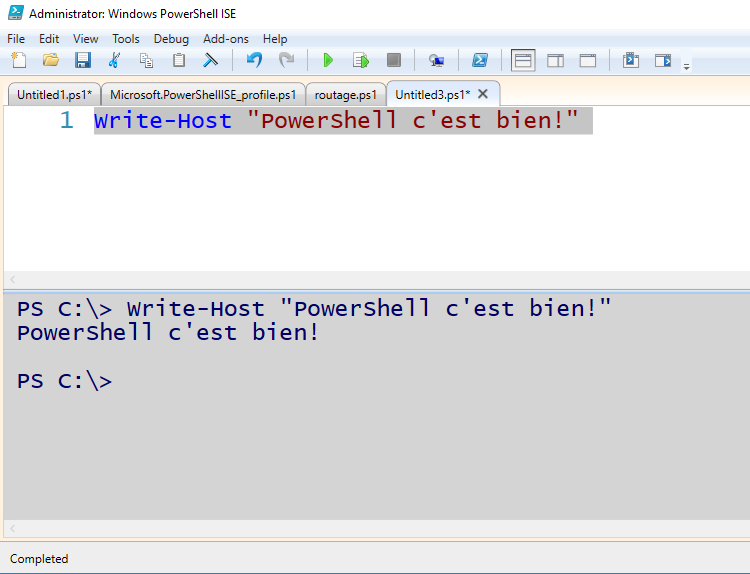 Administrator: Windows PowerShell ISE
File Edit View Tools Debug Add-ons Help
Untitled1.ps1* Microsoft.PowerShellISE_profile.ps1 routage.ps1 Untitled3.ps1*
1 Write-Host "PowerShell c'est bien!"
PS C:\> Write-Host "PowerShell c'est bien!"
PowerShell c'est bien!
PS C:\>
Completed